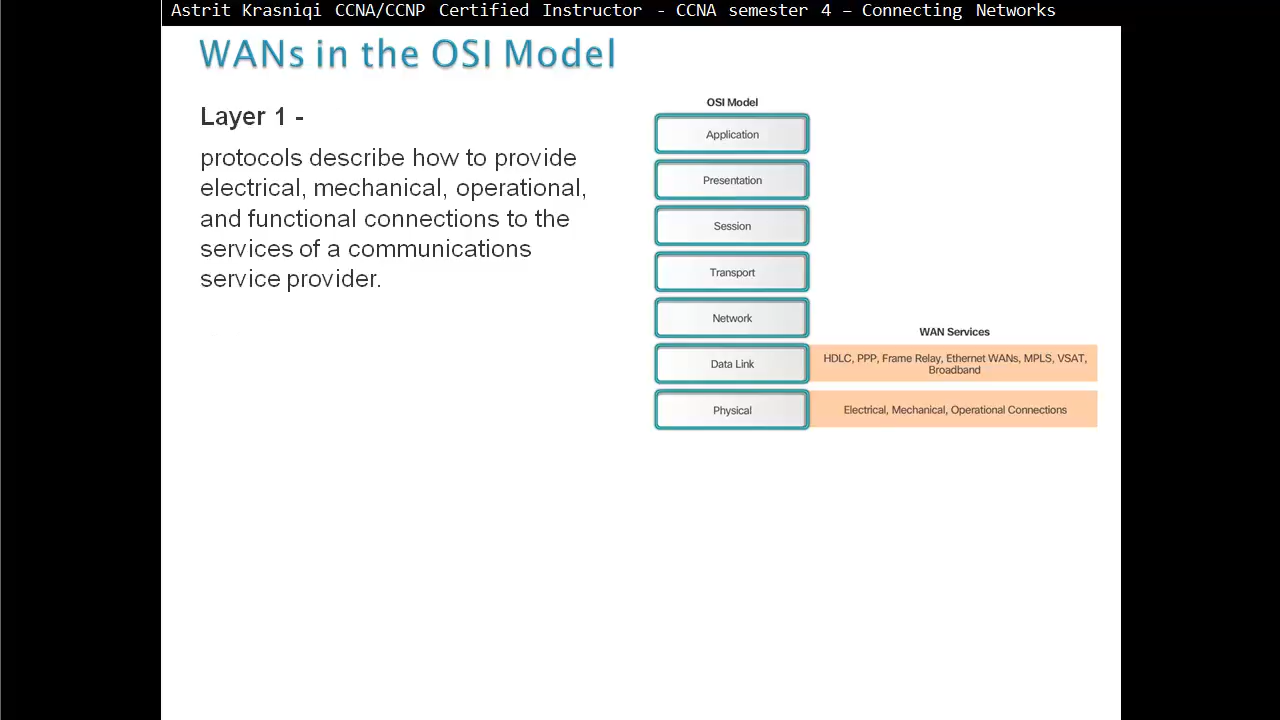 Astrit Krasniqi CCNA/CCNP Certified Instructor - CCNA semester 4 – Connecting Networks
WANs in the OSI Model
Layer 1 -
protocols describe how to provide
electrical, mechanical, operational,
and functional connections to the
services of a communications
service provider.
OSI Model
Application
Presentation
Session
Transport
Network
WAN Services
Data Link
HDLC, PPP, Frame Relay, Ethernet WANs, MPLS, VSAT,
Broadband
Physical
Electrical, Mechanical, Operational Connections